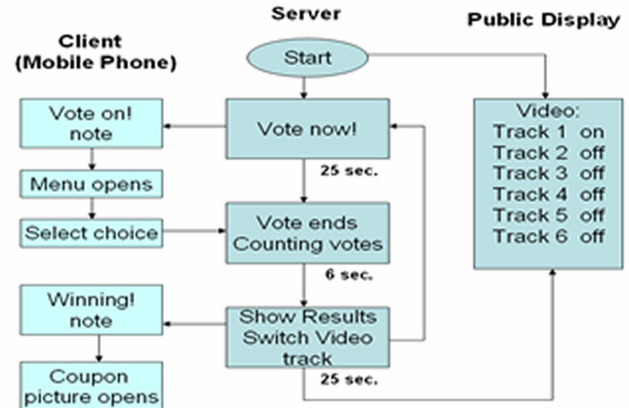 Server
Public Display
Client
(Mobile Phone)
Start
Vote on!
note
Menu opens
Select choice
Winning!
note
Coupon
picture opens
Vote now!
25 sec.
Vote ends
Counting votes
6 sec.
Show Results
Switch Video
track
25 sec.
Video:
Track 1 on
Track 2 off
Track 3 off
Track 4 off
Track 5 off
Track 6 off